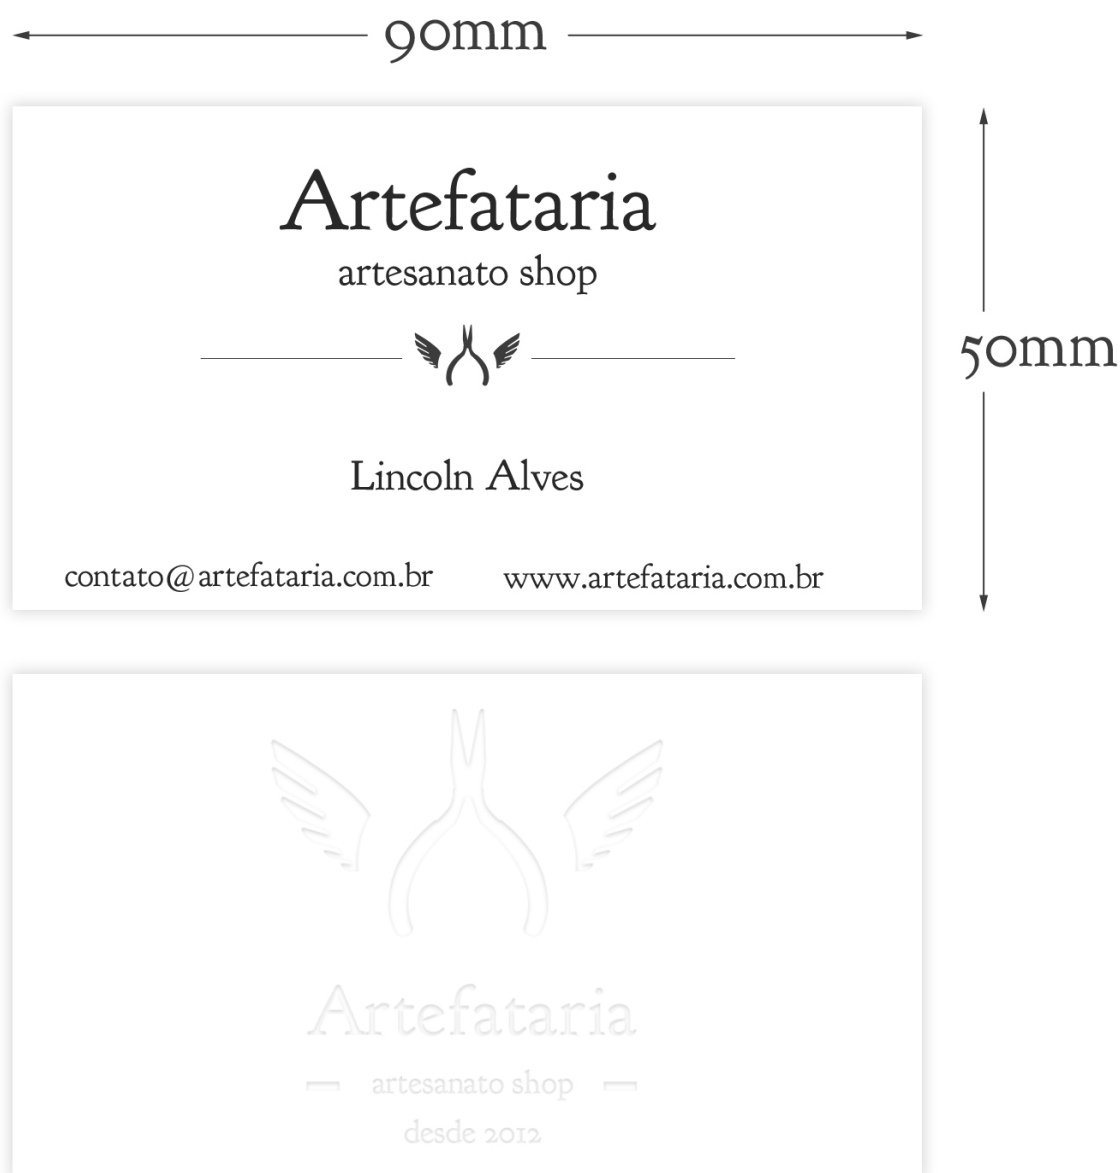 90mm
Artefataria
artesanato shop
50mm
Lincoln Alves
contato@artefataria.com.br www.artefataria.com.br
Artefataria
artesanato shop
desde 2012